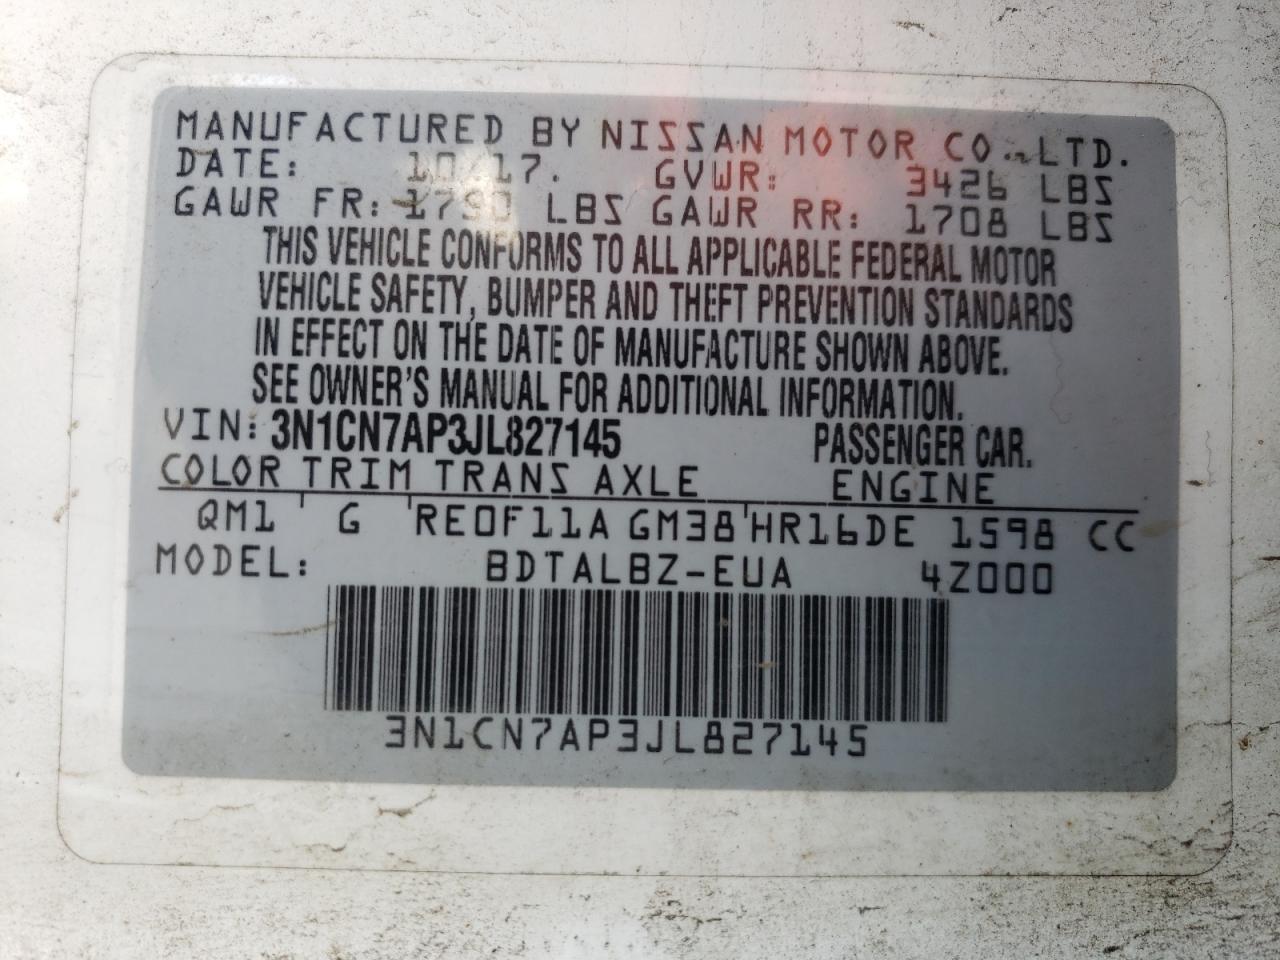 MANUFACTURED BY NISSAN MOTOR CO., LTD.
DATE: 10/17. GVWR: 3426 LBS
GAWR FR: 1790 LBS GAWR RR: 1708 LBS
THIS VEHICLE CONFORMS TO ALL APPLICABLE FEDERAL MOTOR
VEHICLE SAFETY, BUMPER AND THEFT PREVENTION STANDARDS
IN EFFECT ON THE DATE OF MANUFACTURE SHOWN ABOVE.
SEE OWNER'S MANUAL FOR ADDITIONAL INFORMATION.
VIN: 3N1CN7AP3JL827145 PASSENGER CAR.
COLOR TRIM TRANS AXLE ENGINE
QM1 G RE0F11A GM38 HR16DE 1598 CC
MODEL: BDTALBZ-EUA 4Z000
3N1CN7AP3JL827145